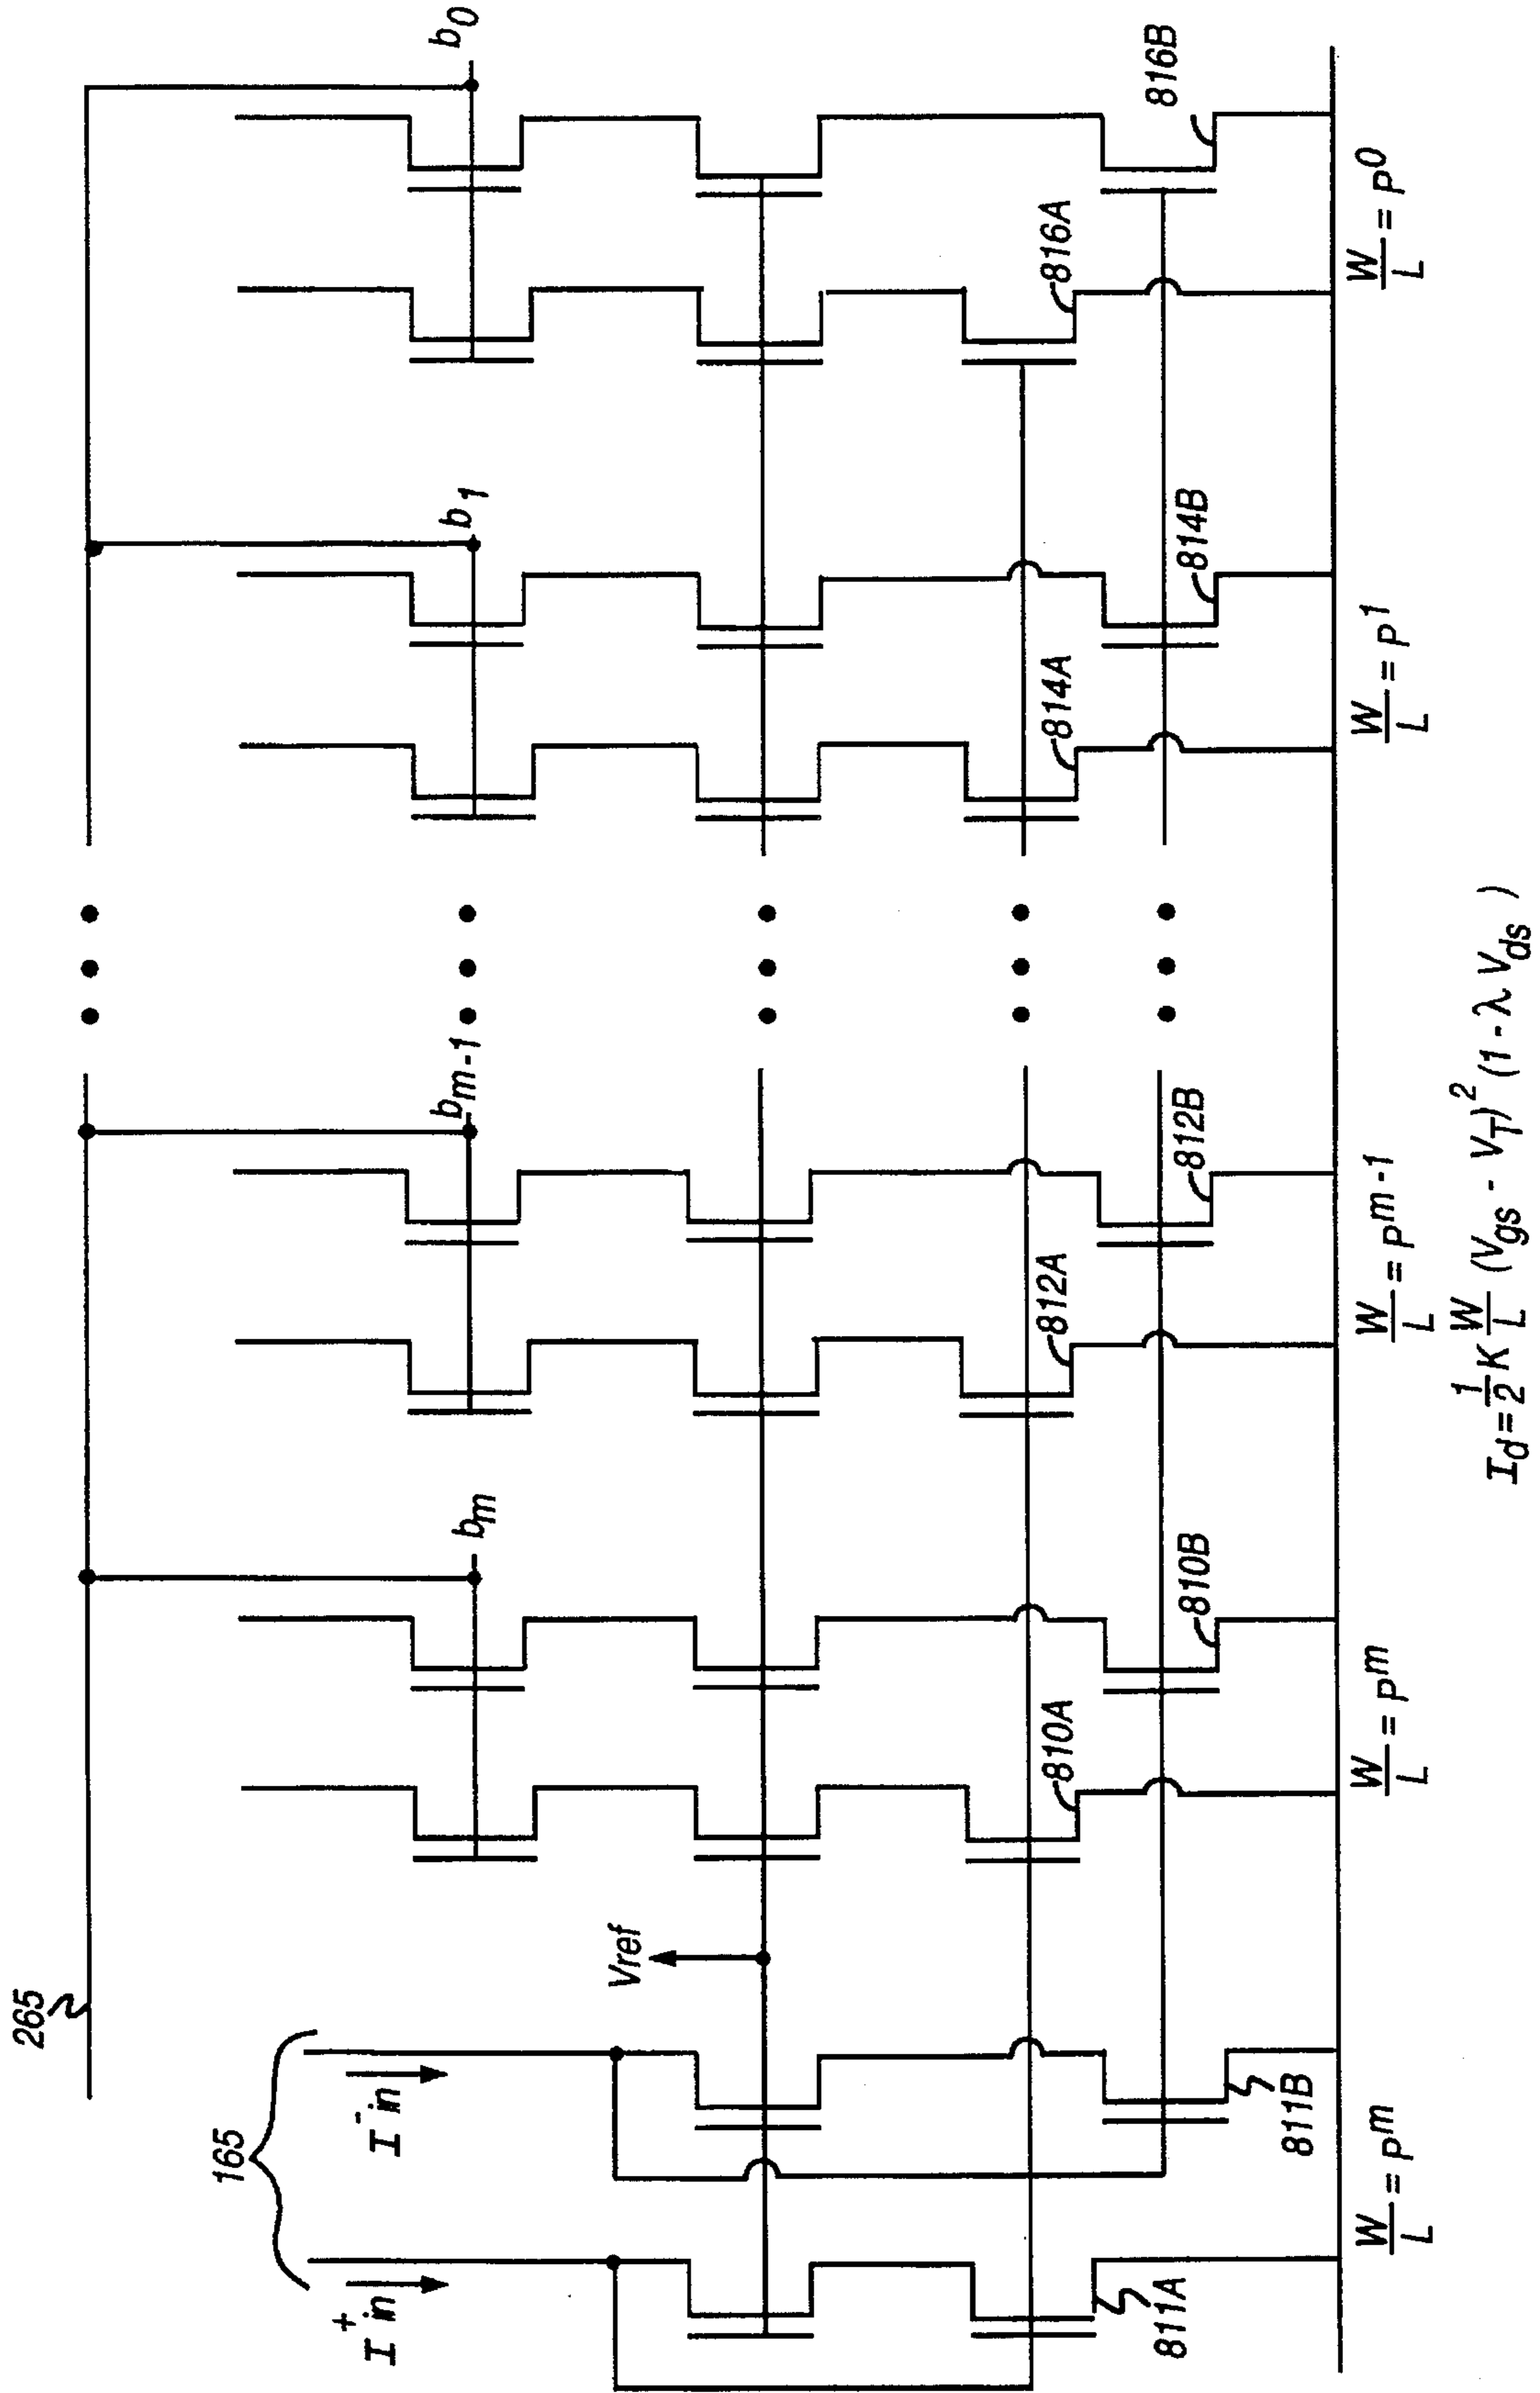 265
165
I⁺in
I⁻in
Vref
bm
bm-1
b1
b0
811A
811B
810A
810B
812A
812B
814A
814B
816A
816B
W/L = Pᵐ
W/L = Pᵐ
W/L = Pᵐ⁻¹
W/L = P¹
W/L = P⁰
Id = 1/2 K W/L (Vgs - VT)² (1 - λ Vds)